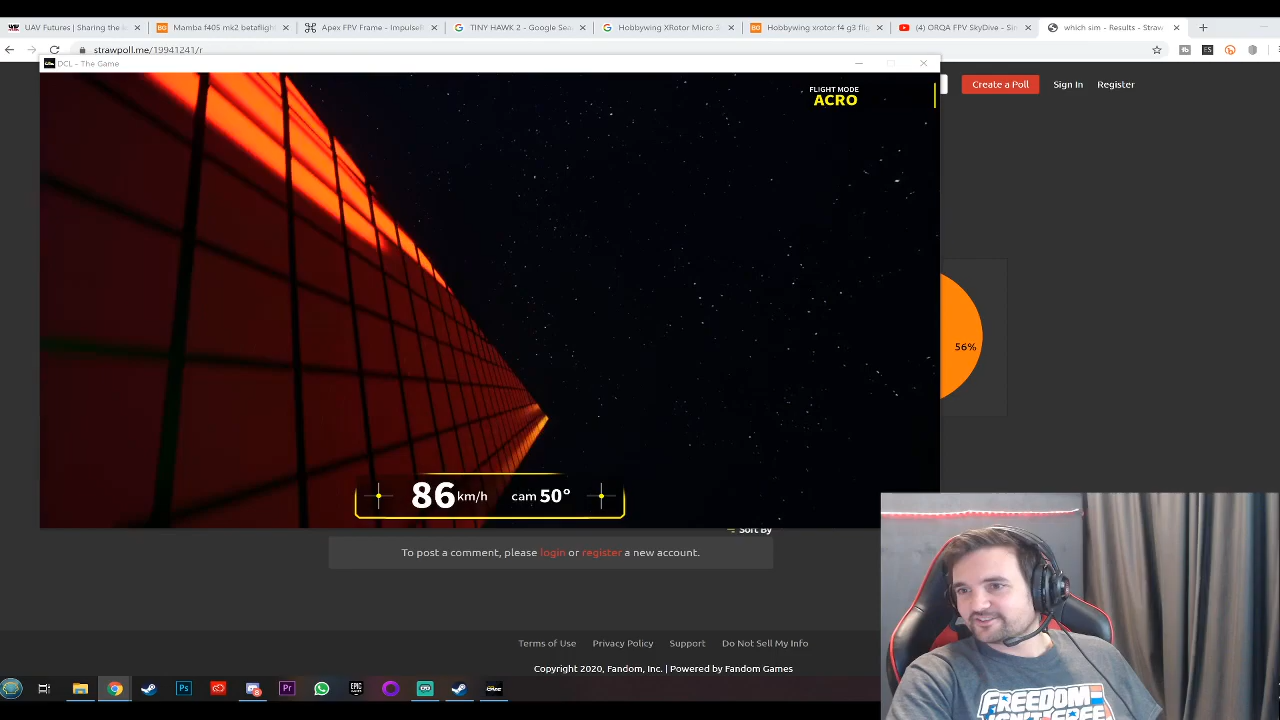 UAV Futures | Sharing the k
Mamba f405 mk2 betaflight
Apex FPV Frame - ImpulseR
TINY HAWK 2 - Google Sea
Hobbywing XRotor Micro 3
Hobbywing xrotor f4 g3 flig
(4) ORQA FPV SkyDive - Sin
which sim - Results - Straw
strawpoll.me/19941241/r
DCL - The Game
Create a Poll
Sign In
Register
FLIGHT MODE
ACRO
56%
86 km/h
cam 50°
Sort By
To post a comment, please login or register a new account.
Terms of Use
Privacy Policy
Support
Do Not Sell My Info
Copyright 2020, Fandom, Inc. | Powered by Fandom Games
FREEDOM
ISN'T FREE